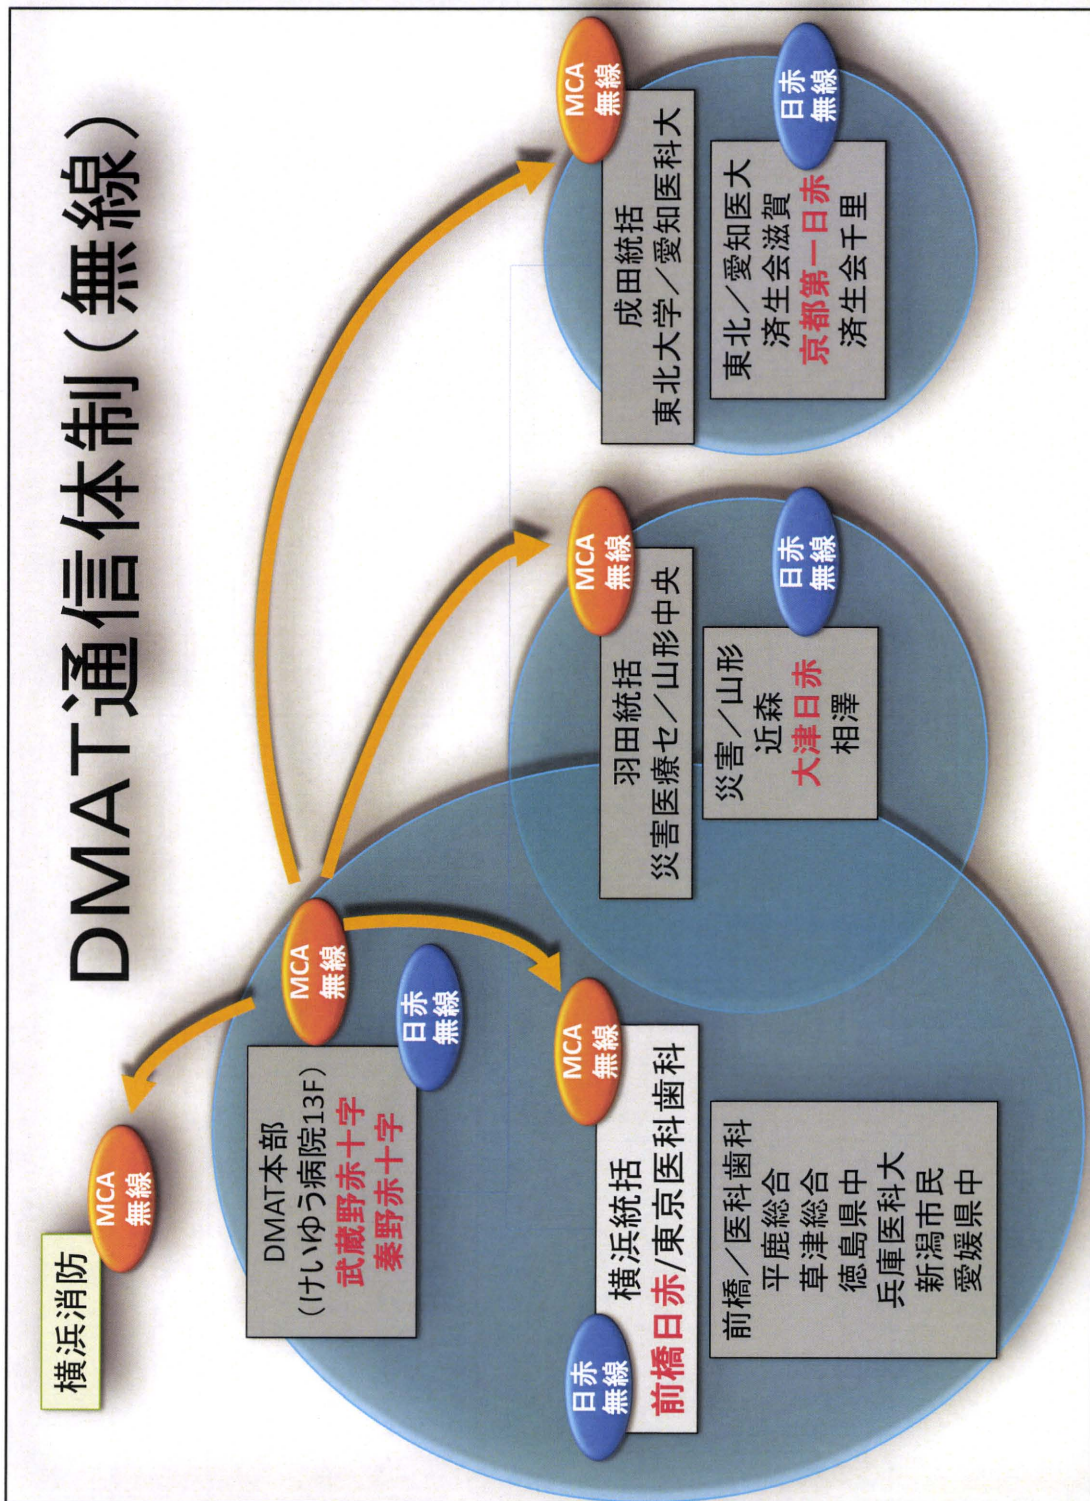 DMAT通信体制(無線)
横浜消防
MCA
無線
DMAT本部
(けいゆう病院13F)
武蔵野赤十字
秦野赤十字
MCA
無線
日赤
無線
横浜統括
前橋日赤/東京医科歯科
日赤
無線
MCA
無線
前橋/医科歯科
平鹿総合
草津総合
徳島県中
兵庫医科大
新潟市民
愛媛県中
羽田統括
災害医療セ/山形中央
MCA
無線
災害/山形
近森
大津日赤
相澤
日赤
無線
成田統括
東北大学/愛知医科大
MCA
無線
東北/愛知医大
済生会滋賀
京都第一日赤
済生会千里
日赤
無線